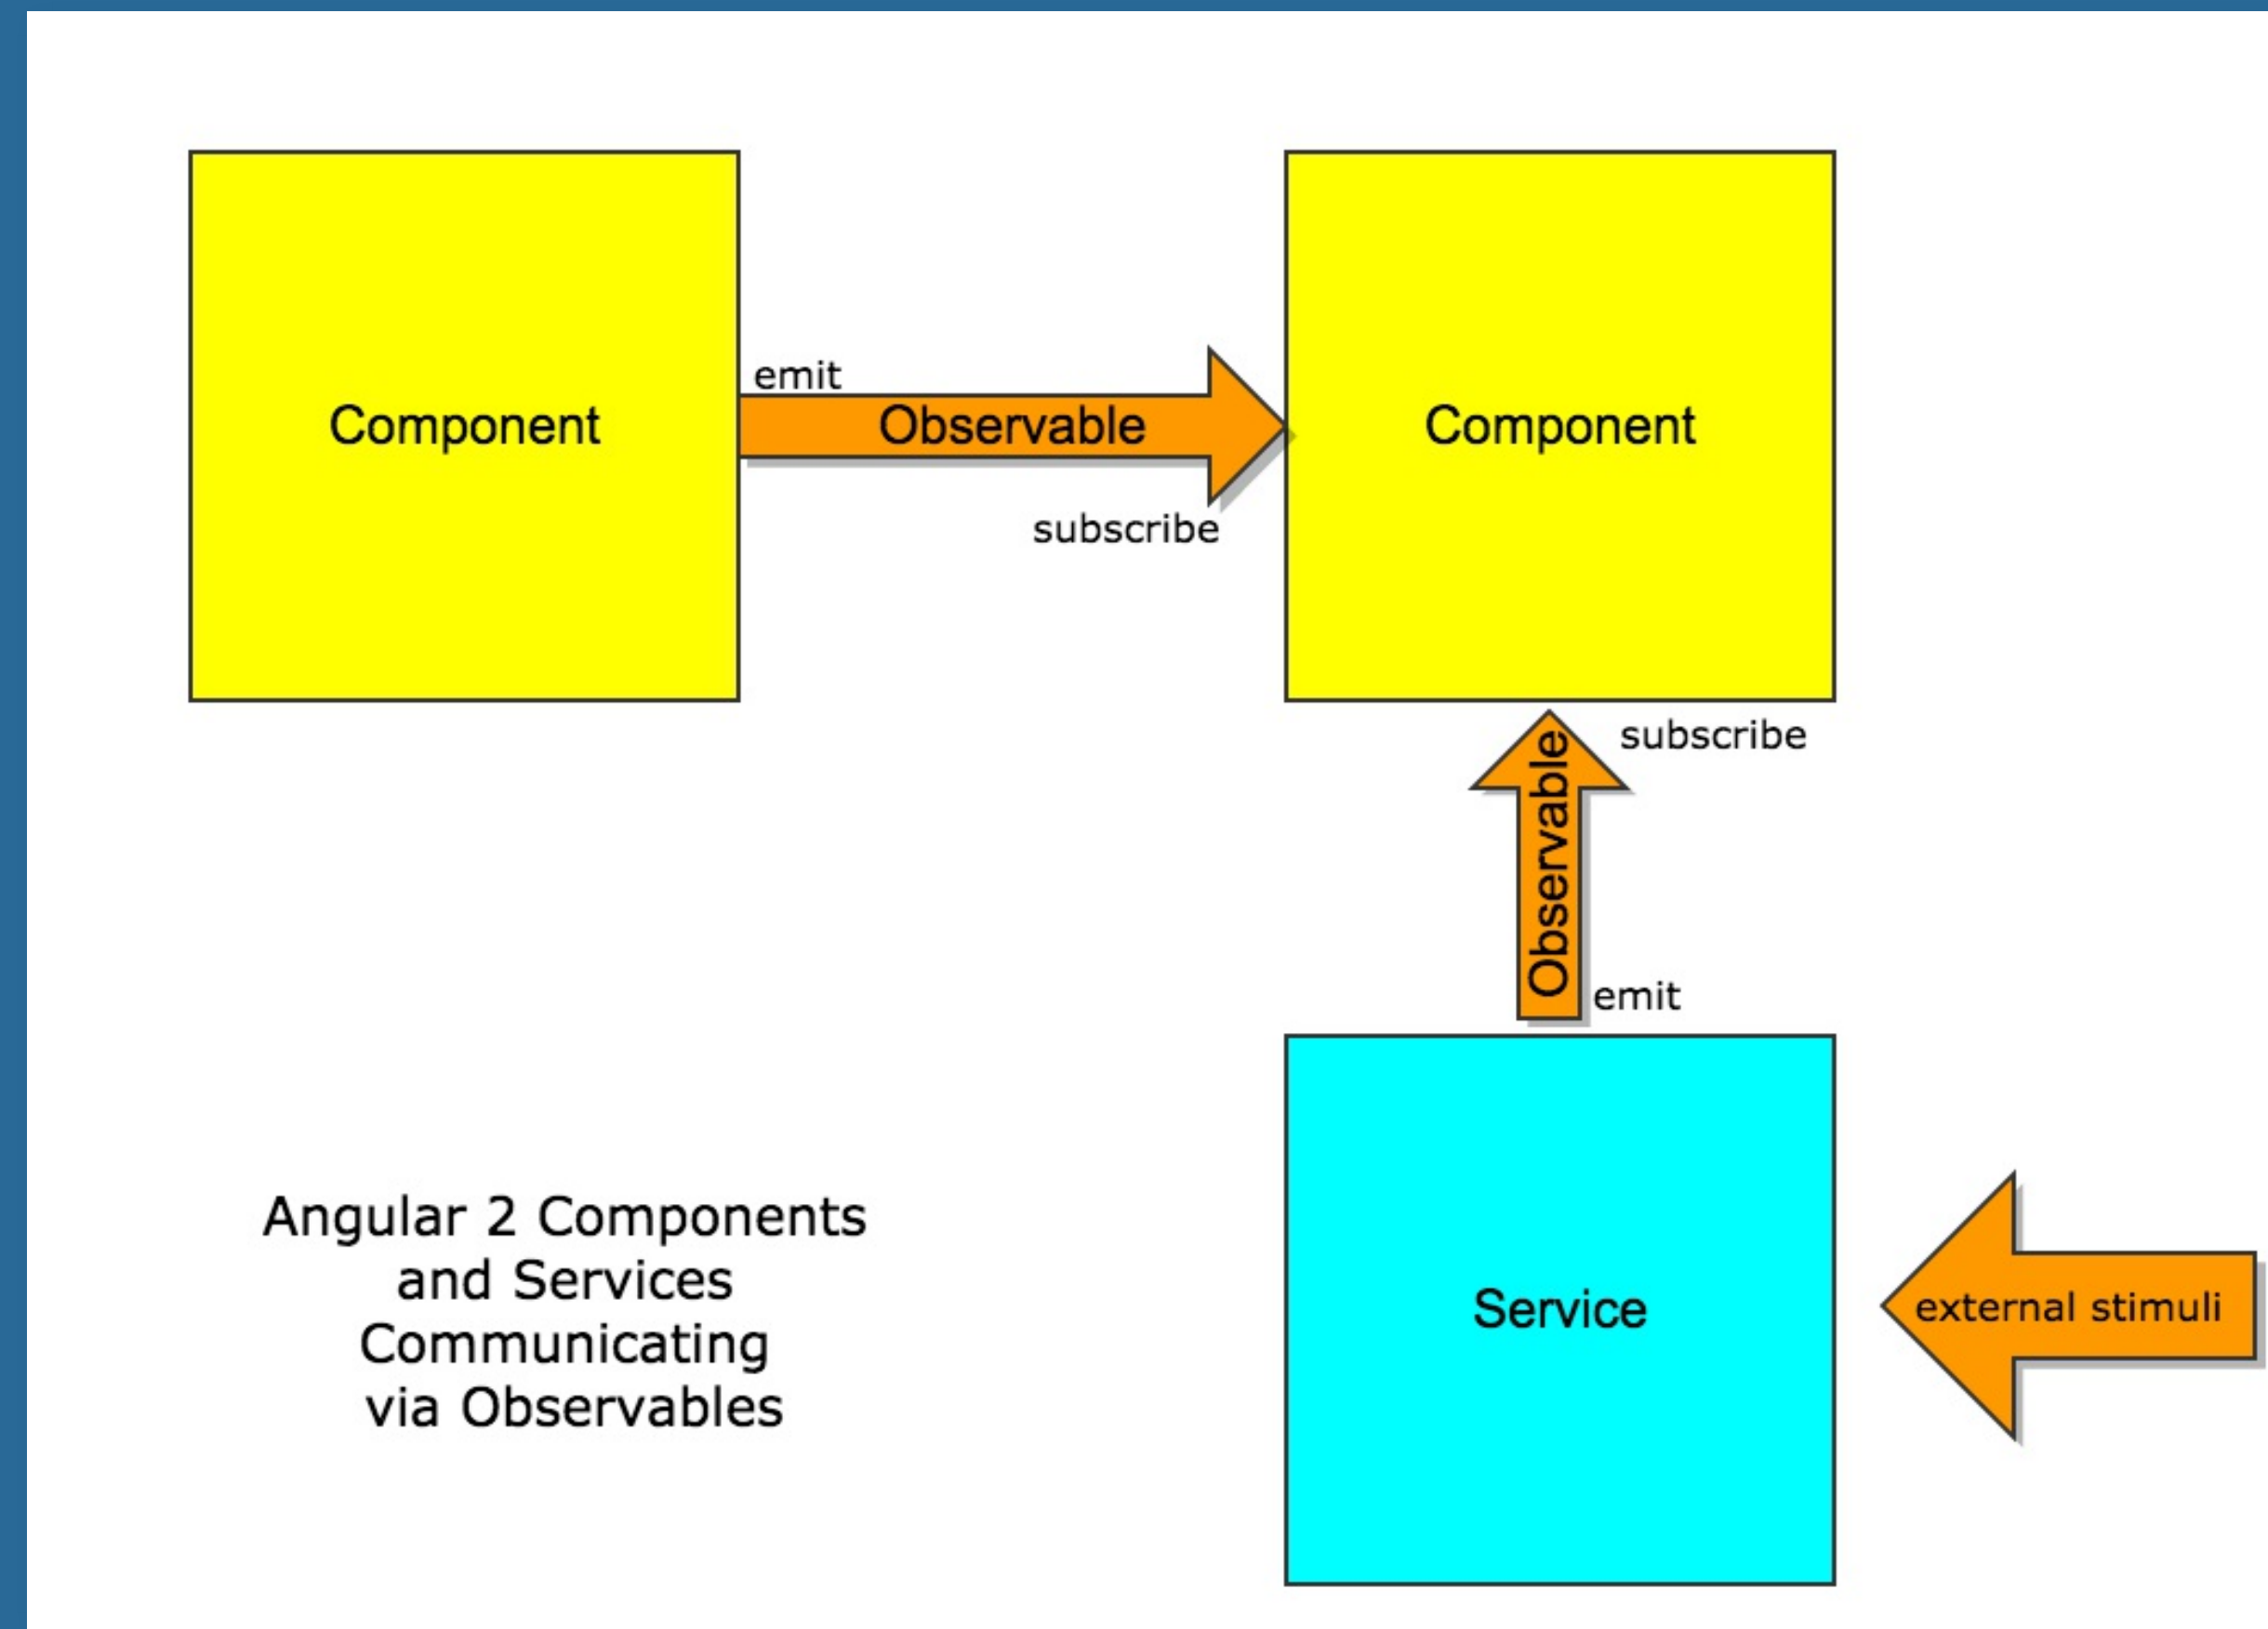 Component
emit
Observable
subscribe
Component
subscribe
Observable
emit
Service
external stimuli
Angular 2 Components
and Services
Communicating
via Observables